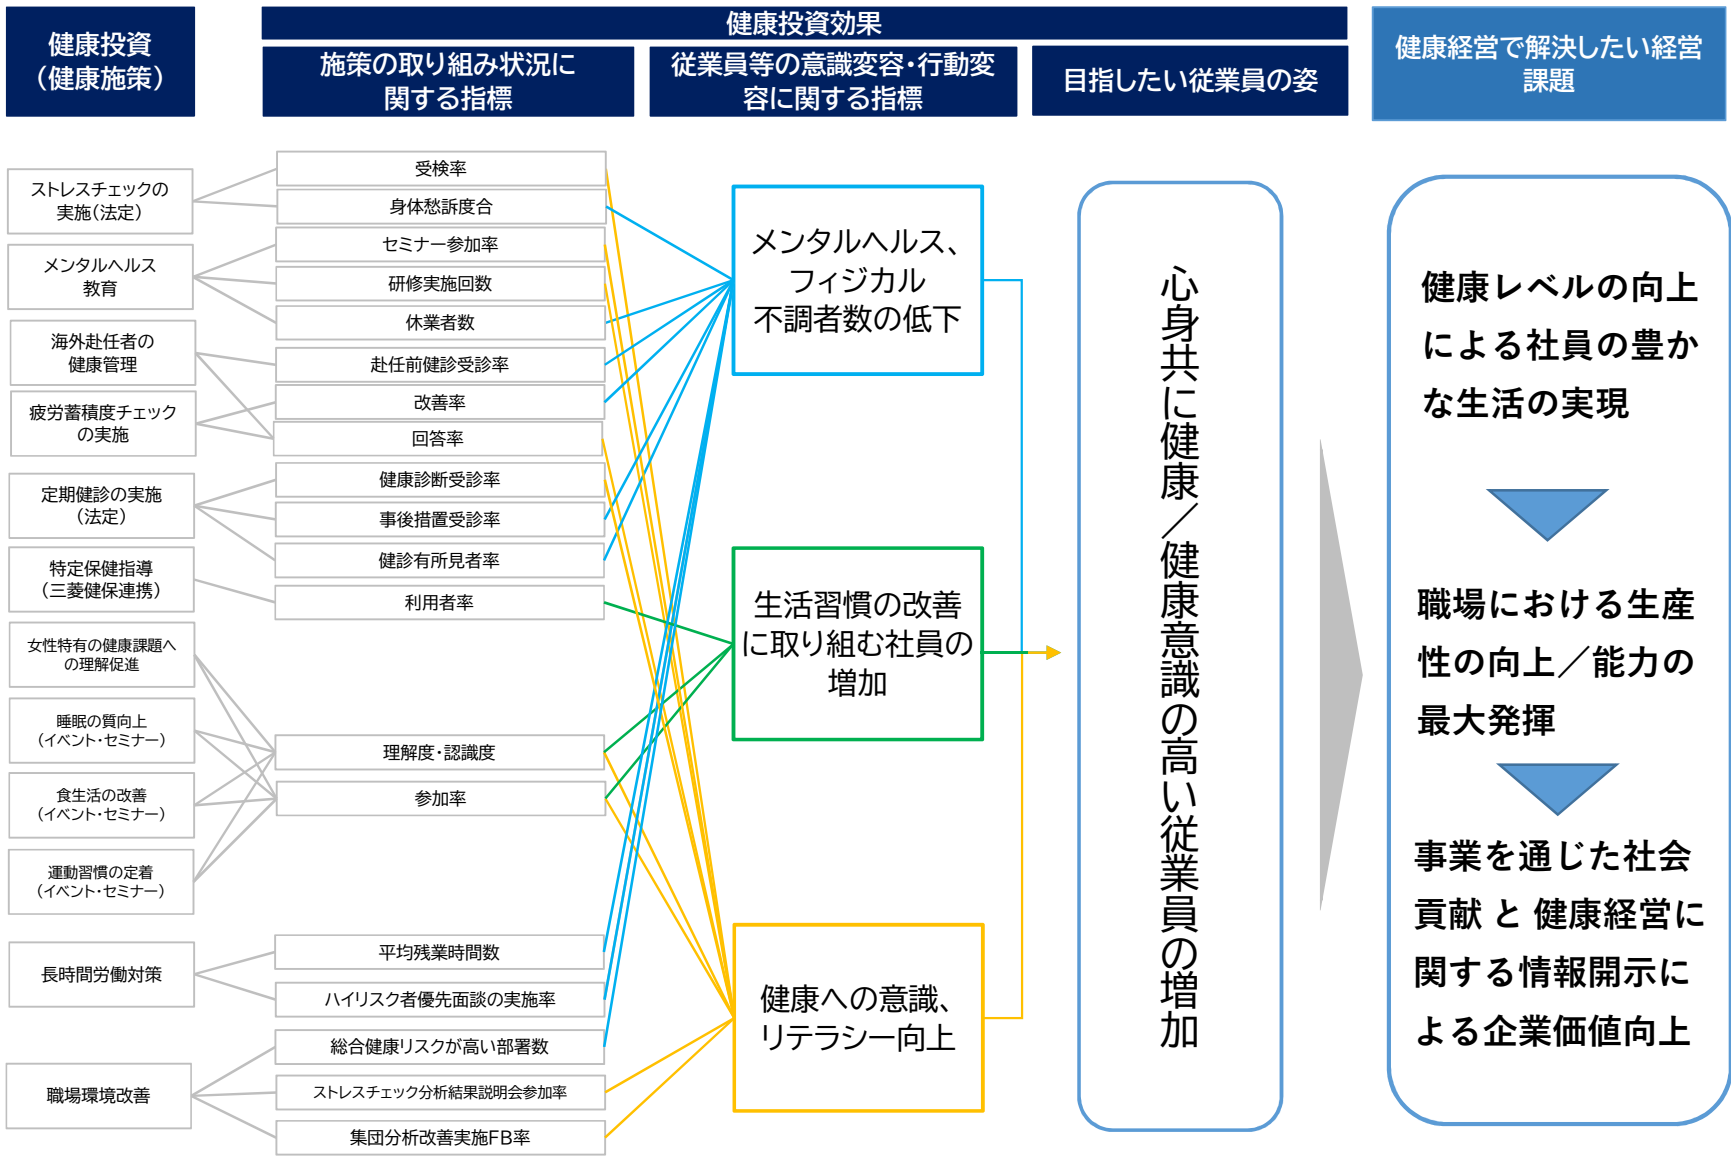 健康投資
（健康施策）
健康投資効果
施策の取り組み状況に
関する指標
従業員等の意識変容・行動変
容に関する指標
目指したい従業員の姿
健康経営で解決したい経営
課題
ストレスチェックの
実施（法定）
メンタルヘルス
教育
海外赴任者の
健康管理
疲労蓄積度チェック
の実施
定期健診の実施
（法定）
特定保健指導
（三菱健保連携）
女性特有の健康課題へ
の理解促進
睡眠の質向上
（イベント・セミナー）
食生活の改善
（イベント・セミナー）
運動習慣の定着
（イベント・セミナー）
長時間労働対策
職場環境改善
受検率
身体愁訴度合
セミナー参加率
研修実施回数
休業者数
赴任前健診受診率
改善率
回答率
健康診断受診率
事後措置受診率
健診有所見者率
利用者率
理解度・認識度
参加率
平均残業時間数
ハイリスク者優先面談の実施率
総合健康リスクが高い部署数
ストレスチェック分析結果説明会参加率
集団分析改善実施FB率
メンタルヘルス、
フィジカル
不調者数の低下
生活習慣の改善
に取り組む社員の
増加
健康への意識、
リテラシー向上
心身共に健康／健康意識の高い従業員の増加
健康レベルの向上
による社員の豊か
な生活の実現
職場における生産
性の向上／能力の
最大発揮
事業を通じた社会
貢献 と 健康経営に
関する情報開示に
よる企業価値向上